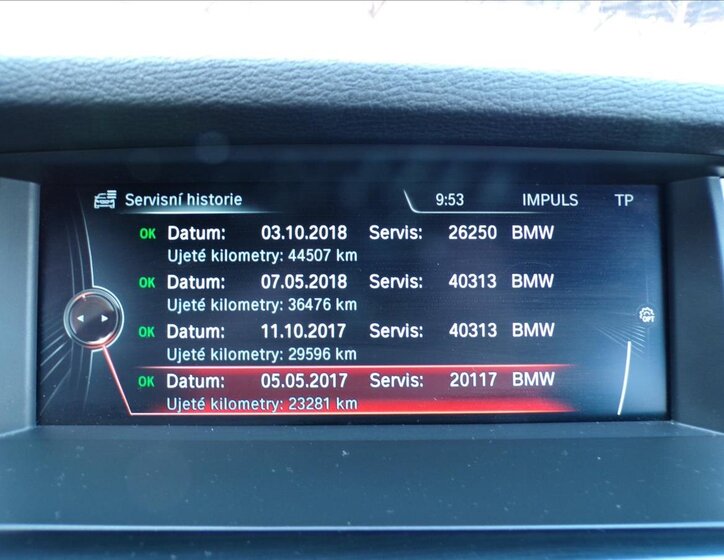 Servisní historie 9:53 IMPULS TP
OK Datum: 03.10.2018 Servis: 26250 BMW
Ujeté kilometry: 44507 km
OK Datum: 07.05.2018 Servis: 40313 BMW
Ujeté kilometry: 36476 km
OK Datum: 11.10.2017 Servis: 40313 BMW
Ujeté kilometry: 29596 km
OK Datum: 05.05.2017 Servis: 20117 BMW
Ujeté kilometry: 23281 km
OPT